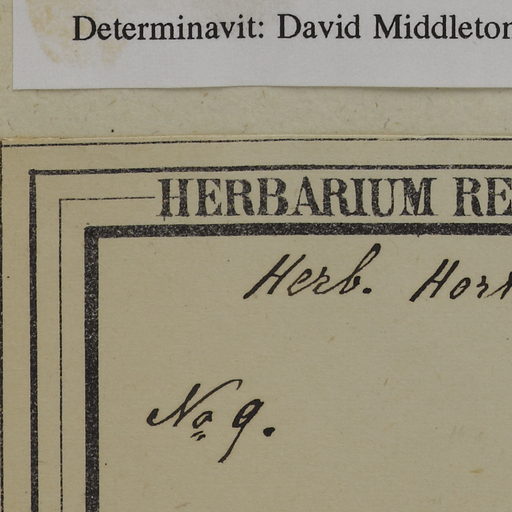 Determinavit: David Middleton
HERBARIUM RE
Herb. Hort
No 9.